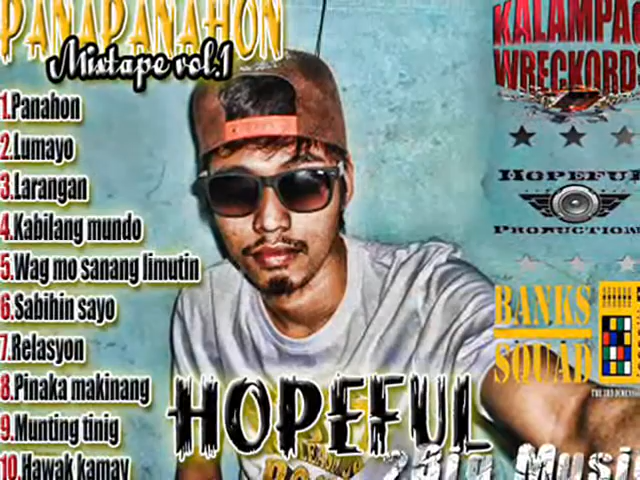 PANAPANAHON
Mixtape vol.1
1.Panahon
2.Lumayo
3.Larangan
4.Kabilang mundo
5.Wag mo sanang limutin
6.Sabihin sayo
7.Relasyon
8.Pinaka makinang
9.Munting tinig
10.Hawak kamay
KALAMPAG
WRECKORDS
HOPEFUL
PRODUCTION
BANKS
SQUAD
HOPEFUL
Music